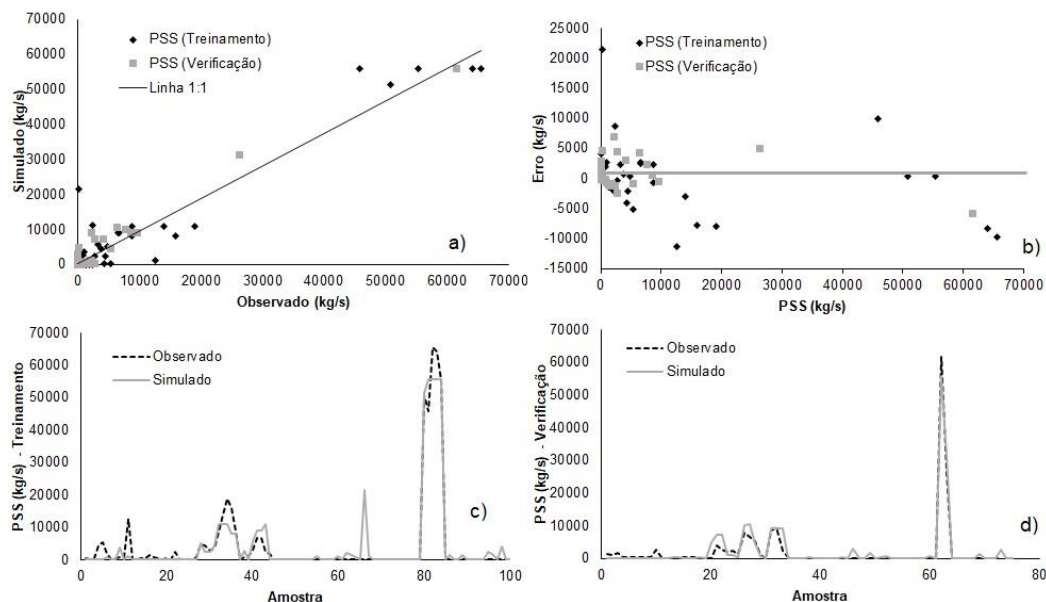 70000
60000
50000
40000
30000
20000
10000
0
Simulado (kg/s)
PSS (Treinamento)
PSS (Verificação)
Linha 1:1
a)
0 10000 20000 30000 40000 50000 60000 70000
Observado (kg/s)
25000
20000
15000
10000
5000
0
-5000
-10000
-15000
Erro (kg/s)
PSS (Treinamento)
PSS (Verificação)
b)
0 10000 20000 30000 40000 50000 60000 70000
PSS (kg/s)
70000
60000
50000
40000
30000
20000
10000
0
PSS (kg/s) - Treinamento
Observado
Simulado
c)
0 20 40 60 80 100
Amostra
70000
60000
50000
40000
30000
20000
10000
0
PSS (kg/s) - Verificação
Observado
Simulado
d)
0 20 40 60 80
Amostra